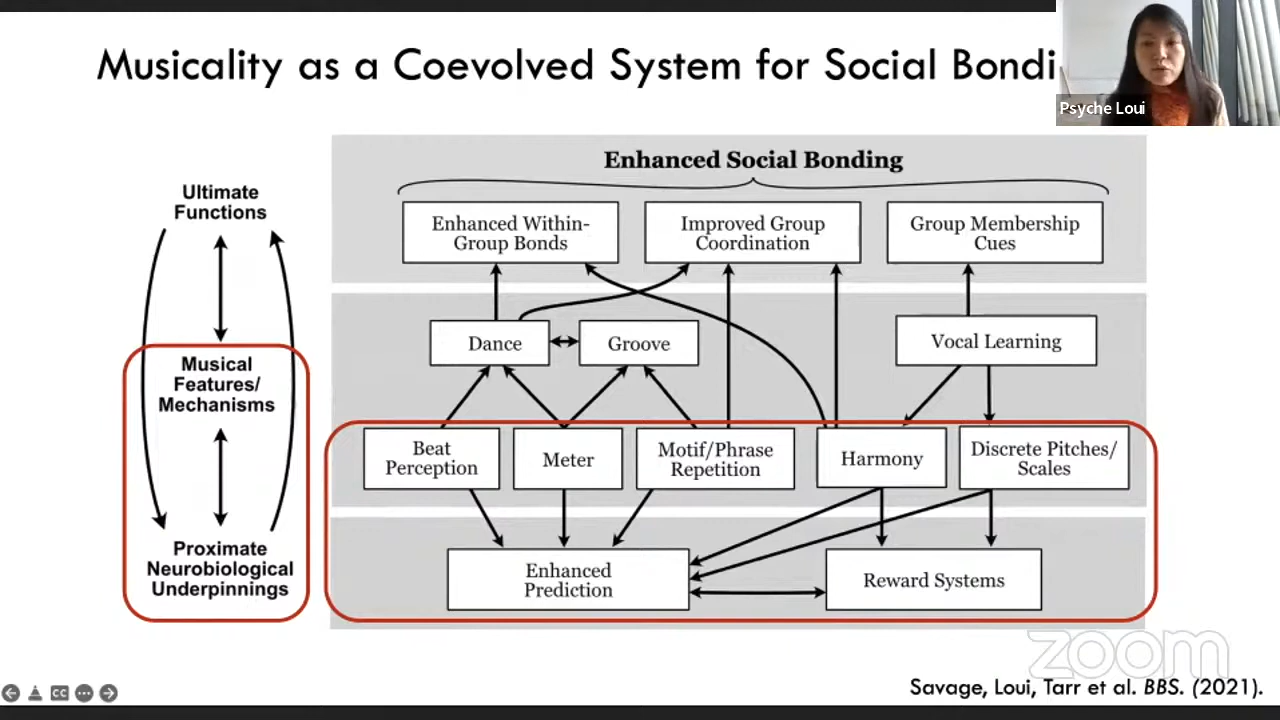 Musicality as a Coevolved System for Social Bondi
Psyche Loui
Enhanced Social Bonding
Ultimate
Functions
Enhanced Within-
Group Bonds
Improved Group
Coordination
Group Membership
Cues
Dance
Groove
Vocal Learning
Musical
Features/
Mechanisms
Beat
Perception
Meter
Motif/Phrase
Repetition
Harmony
Discrete Pitches/
Scales
Proximate
Neurobiological
Underpinnings
Enhanced
Prediction
Reward Systems
zoom
Savage, Loui, Tarr et al. BBS. (2021).
CC